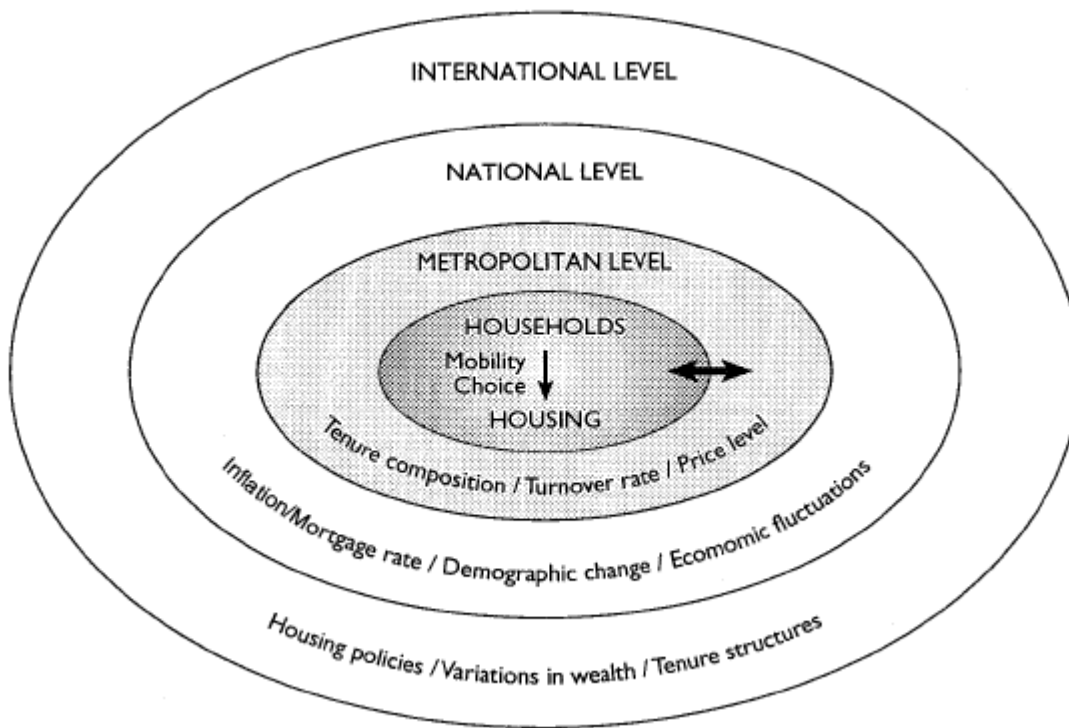 INTERNATIONAL LEVEL
NATIONAL LEVEL
METROPOLITAN LEVEL
HOUSEHOLDS
Mobility
Choice
HOUSING
Tenure composition / Turnover rate / Price level
Inflation/Mortgage rate / Demographic change / Ecomomic fluctuations
Housing policies / Variations in wealth / Tenure structures